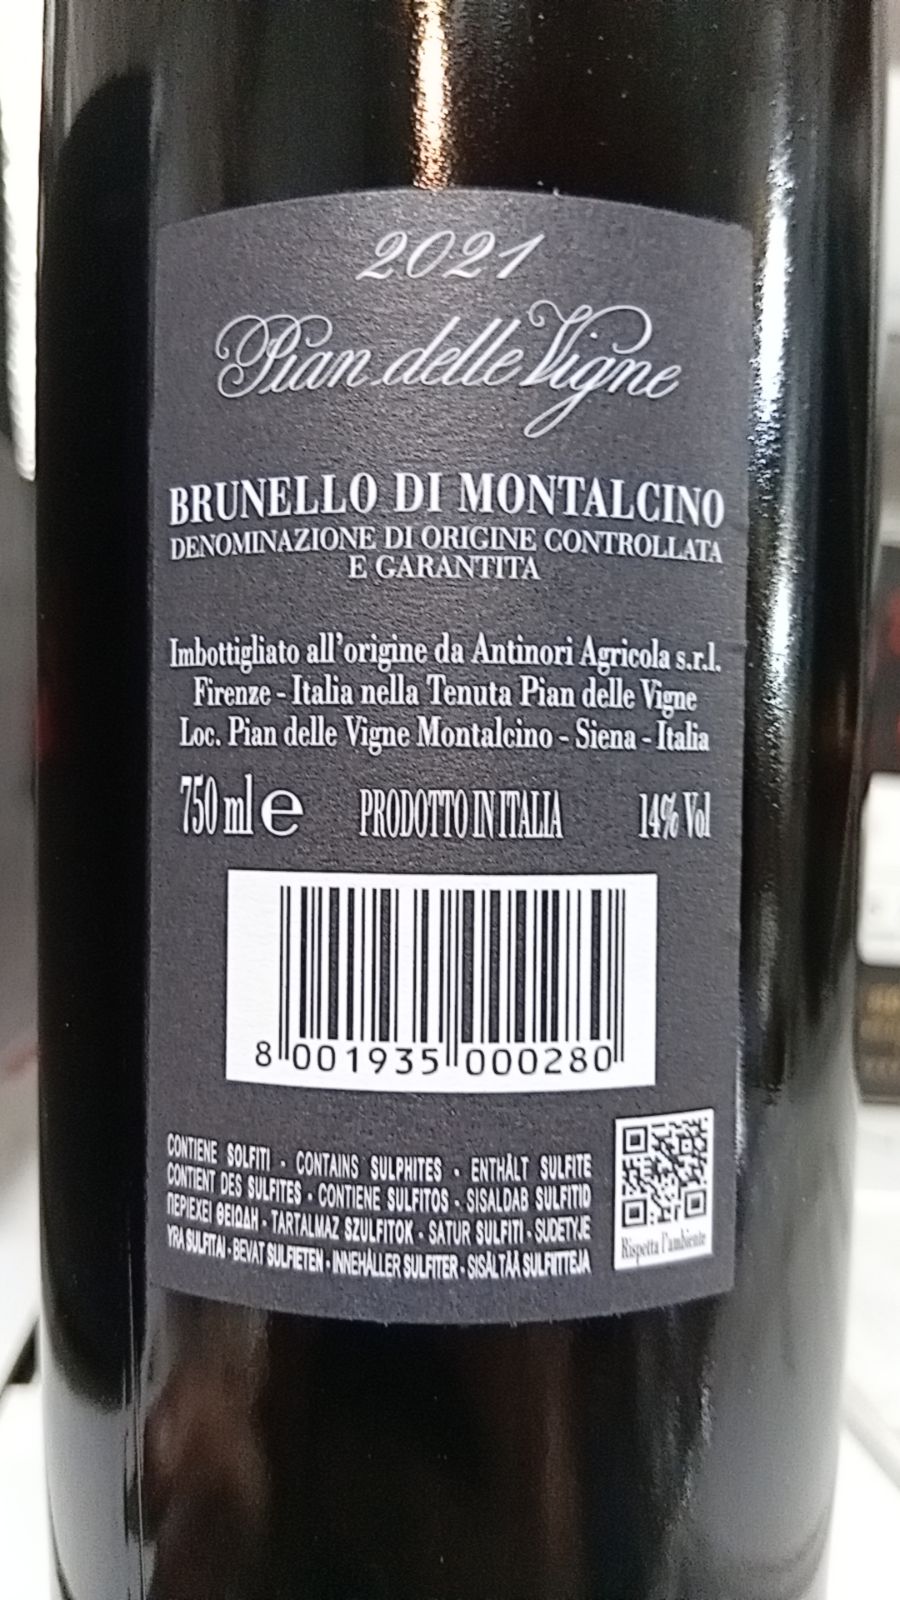 2021
Pian delle Vigne
BRUNELLO DI MONTALCINO
DENOMINAZIONE DI ORIGINE CONTROLLATA
E GARANTITA
Imbottigliato all'origine da Antinori Agricola s.r.l.
Firenze - Italia nella Tenuta Pian delle Vigne
Loc. Pian delle Vigne Montalcino - Siena - Italia
750 ml e PRODOTTO IN ITALIA 14% Vol
8 001935 000280
CONTIENE SOLFITI - CONTAINS SULPHITES - ENTHÄLT SULFITE
CONTIENT DES SULFITES - CONTIENE SULFITOS - SISALDAB SULFITID
ΠΕΡΙΕΧΕΙ ΘΕΙΩΔΗ - TARTALMAZ SZULFITOK - SATUR SULFITI - SUDETYJE
YRA SULFITAI - BEVAT SULFIETEN - INNEHÅLLER SULFITER - SISÄLTÄÄ SULFIITTEJA
Rispetta l'ambiente